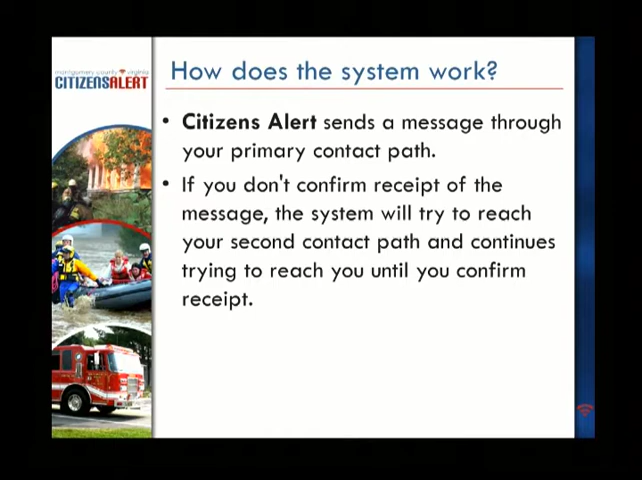 montgomery county virginia
CITIZENSALERT
How does the system work?
• Citizens Alert sends a message through
your primary contact path.
• If you don't confirm receipt of the
message, the system will try to reach
your second contact path and continues
trying to reach you until you confirm
receipt.